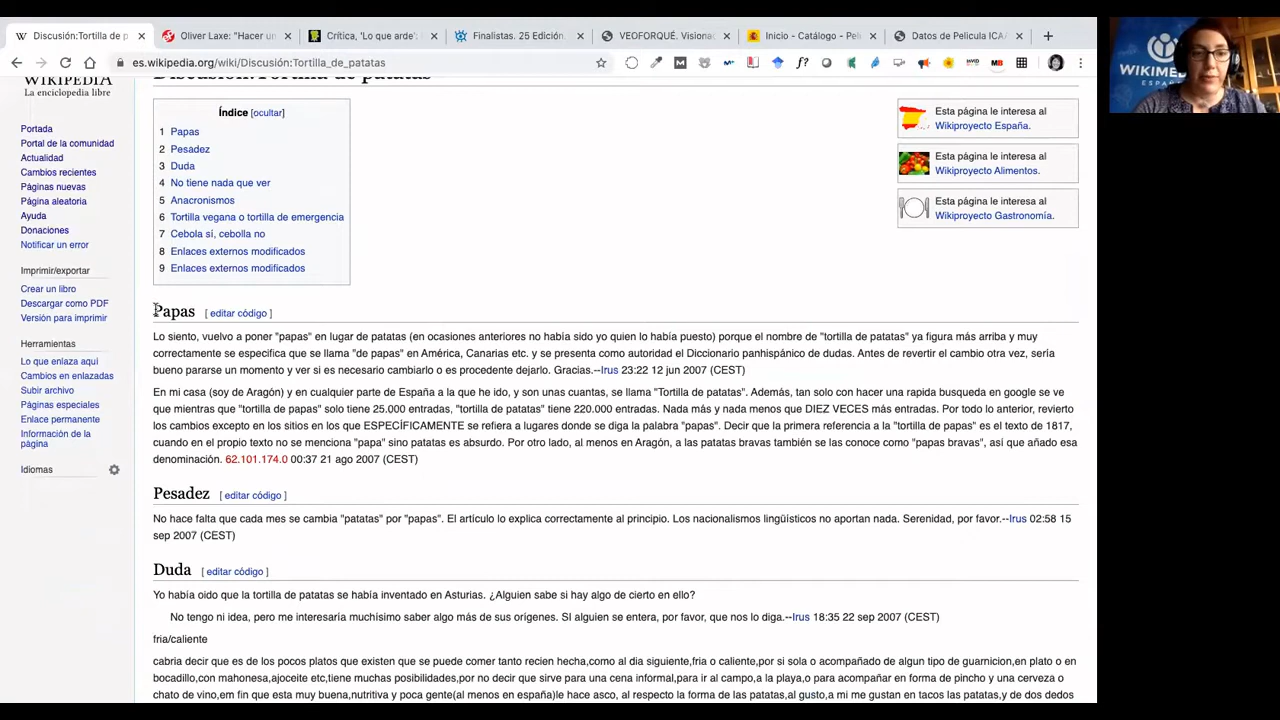 Discusión:Tortilla de p
Oliver Laxe: "Hacer un
Crítica, 'Lo que arde':
Finalistas. 25 Edición.
VEOFORQUÉ. Visiona
Inicio - Catálogo - Pel
Datos de Película ICA
es.wikipedia.org/wiki/Discusión:Tortilla_de_patatas
WIKIPEDIA
La enciclopedia libre
Portada
Portal de la comunidad
Actualidad
Cambios recientes
Páginas nuevas
Página aleatoria
Ayuda
Donaciones
Notificar un error
Imprimir/exportar
Crear un libro
Descargar como PDF
Versión para imprimir
Herramientas
Lo que enlaza aquí
Cambios en enlazadas
Subir archivo
Páginas especiales
Enlace permanente
Información de la
página
Idiomas
Discusión:Tortilla de patatas
Índice [ocultar]
1 Papas
2 Pesadez
3 Duda
4 No tiene nada que ver
5 Anacronismos
6 Tortilla vegana o tortilla de emergencia
7 Cebola sí, cebolla no
8 Enlaces externos modificados
9 Enlaces externos modificados
Esta página le interesa al
Wikiproyecto España.
Esta página le interesa al
Wikiproyecto Alimentos.
Esta página le interesa al
Wikiproyecto Gastronomía.
Papas [ editar código ]
Lo siento, vuelvo a poner "papas" en lugar de patatas (en ocasiones anteriores no había sido yo quien lo había puesto) porque el nombre de "tortilla de patatas" ya figura más arriba y muy
correctamente se especifica que se llama "de papas" en América, Canarias etc. y se presenta como autoridad el Diccionario panhispánico de dudas. Antes de revertir el cambio otra vez, sería
bueno pararse un momento y ver si es necesario cambiarlo o es procedente dejarlo. Gracias.--Irus 23:22 12 jun 2007 (CEST)
En mi casa (soy de Aragón) y en cualquier parte de España a la que he ido, y son unas cuantas, se llama "Tortilla de patatas". Además, tan solo con hacer una rapida busqueda en google se ve
que mientras que "tortilla de papas" solo tiene 25.000 entradas, "tortilla de patatas" tiene 220.000 entradas. Nada más y nada menos que DIEZ VECES más entradas. Por todo lo anterior, revierto
los cambios excepto en los sitios en los que ESPECÍFICAMENTE se refiera a lugares donde se diga la palabra "papas". Decir que la primera referencia a la "tortilla de papas" es el texto de 1817,
cuando en el propio texto no se menciona "papa" sino patatas es absurdo. Por otro lado, al menos en Aragón, a las patatas bravas también se las conoce como "papas bravas", así que añado esa
denominación. 62.101.174.0 00:37 21 ago 2007 (CEST)
Pesadez [ editar código ]
No hace falta que cada mes se cambia "patatas" por "papas". El artículo lo explica correctamente al principio. Los nacionalismos lingüísticos no aportan nada. Serenidad, por favor.--Irus 02:58 15
sep 2007 (CEST)
Duda [ editar código ]
Yo había oido que la tortilla de patatas se había inventado en Asturias. ¿Alguien sabe si hay algo de cierto en ello?
No tengo ni idea, pero me interesaría muchísimo saber algo más de sus orígenes. SI alguien se entera, por favor, que nos lo diga.--Irus 18:35 22 sep 2007 (CEST)
fria/caliente
cabria decir que es de los pocos platos que existen que se puede comer tanto recien hecha,como al dia siguiente,fria o caliente,por si sola o acompañado de algun tipo de guarnicion,en plato o en
bocadillo,con mahonesa,ajoceite etc,tiene muchas posibilidades,por no decir que sirve para una cena informal,para ir al campo,a la playa,o para acompañar en forma de pincho y una cerveza o
chato de vino,em fin que esta muy buena,nutritiva y poca gente(al menos en españa)le hace asco, al respecto la forma de las patatas,al gusto,a mi me gustan en tacos las patatas,y de dos dedos